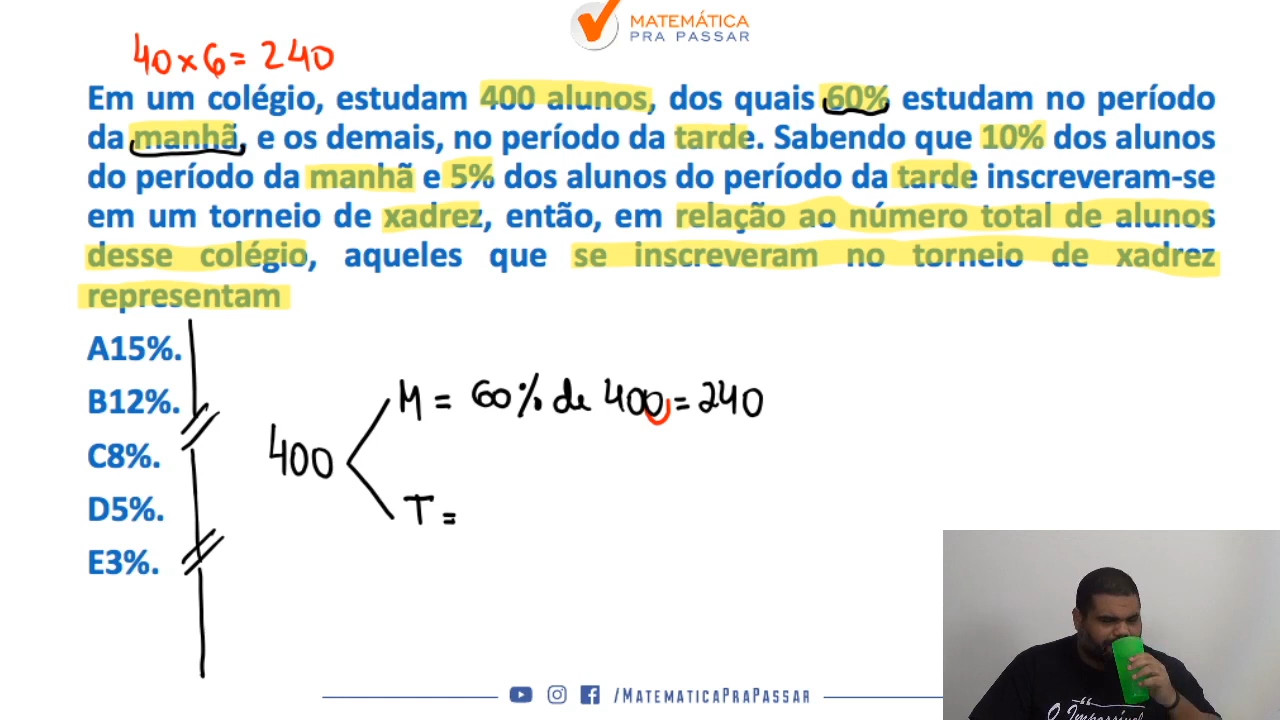 MATEMÁTICA
PRA PASSAR
40 x 6 = 240
Em um colégio, estudam 400 alunos, dos quais 60% estudam no período
da manhã, e os demais, no período da tarde. Sabendo que 10% dos alunos
do período da manhã e 5% dos alunos do período da tarde inscreveram-se
em um torneio de xadrez, então, em relação ao número total de alunos
desse colégio, aqueles que se inscreveram no torneio de xadrez
representam
A15%.
B12%.
C8%.
D5%.
E3%.
M = 60% de 400 = 240
400
T =
/MATEMATICAPRAPASSAR
O Impossível